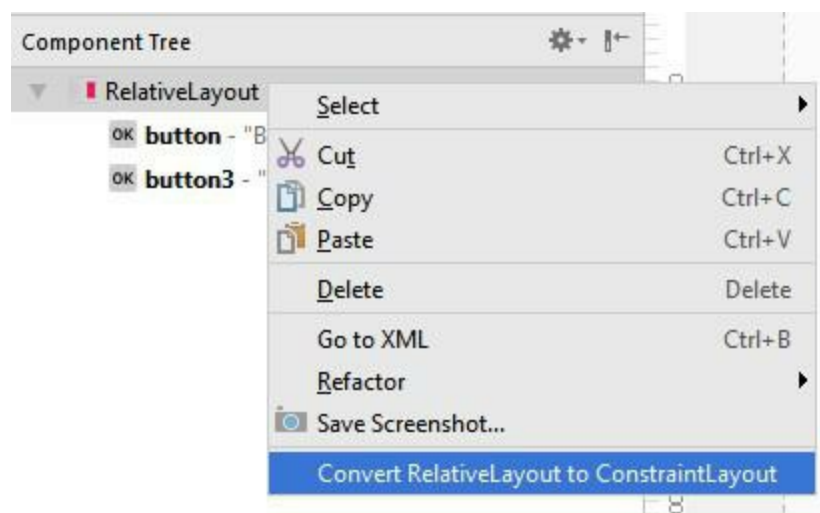 Component Tree
RelativeLayout
OK button - "B
OK button3 - "
Select
Cut Ctrl+X
Copy Ctrl+C
Paste Ctrl+V
Delete Delete
Go to XML Ctrl+B
Refactor
Save Screenshot...
Convert RelativeLayout to ConstraintLayout